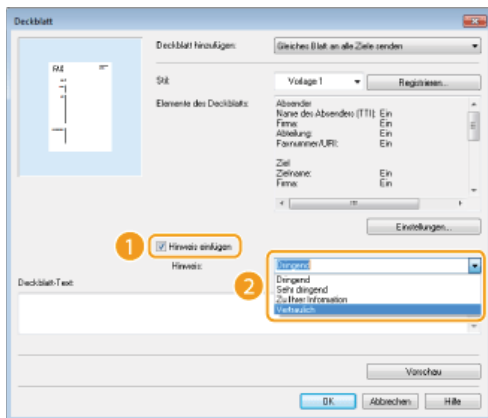 Deckblatt
Deckblatt hinzufügen:
Gleiches Blatt an alle Ziele senden
FAX
Stil:
Vorlage 1
Registrieren...
Elemente des Deckblatts:
Absender
Name des Absenders (TTI): Ein
Firma: Ein
Abteilung: Ein
Faxnummer/URI: Ein
Ziel
Zielname: Ein
Firma: Ein
Einstellungen...
1
Hinweis einfügen
Hinweis:
Dringend
2
Dringend
Sehr dringend
Zu Ihrer Information
Vertraulich
Deckblatt-Text:
Vorschau
OK
Abbrechen
Hilfe